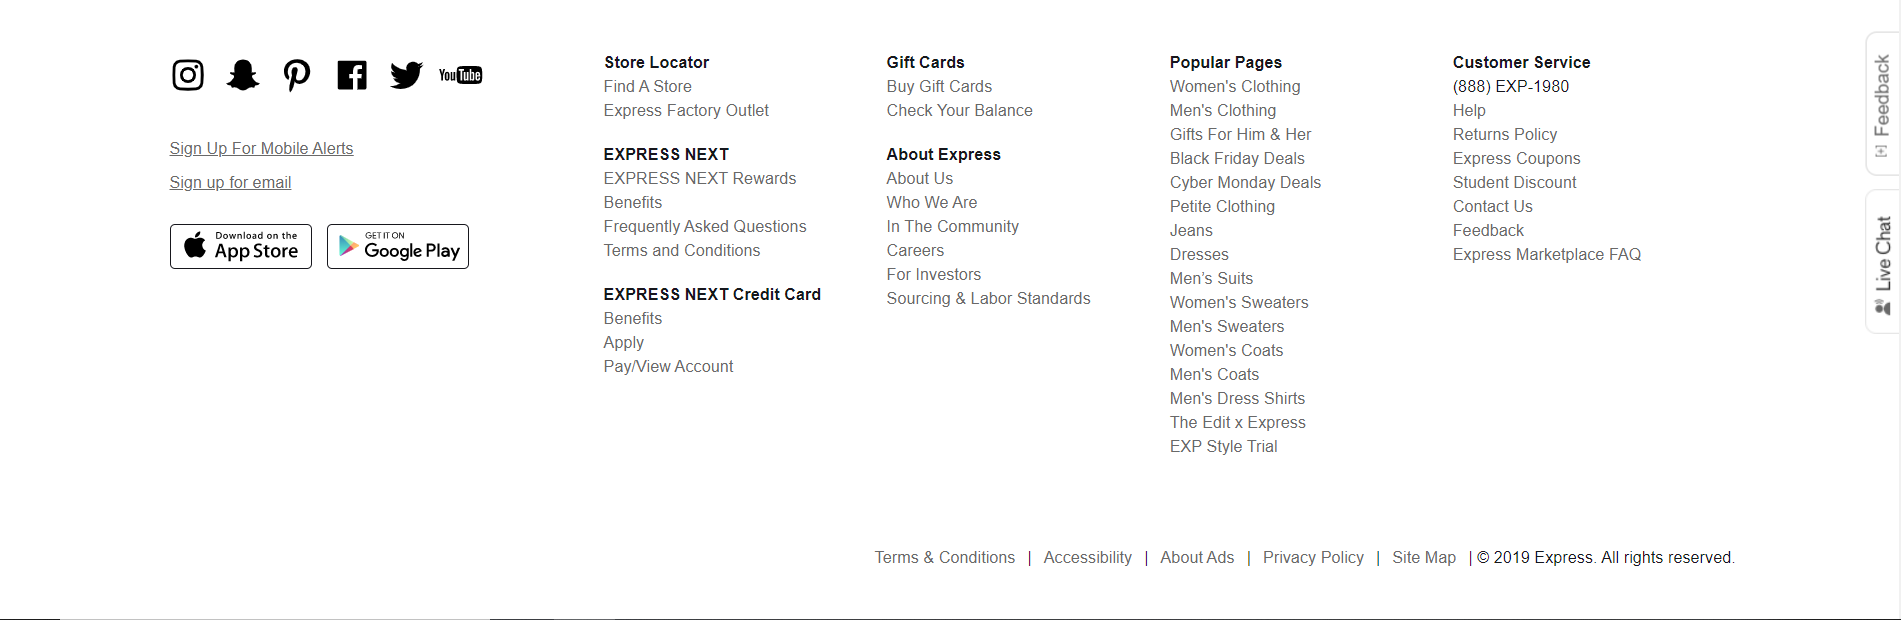 You Tube
Sign Up For Mobile Alerts
Sign up for email
Download on the
App Store
GET IT ON
Google Play
Store Locator
Find A Store
Express Factory Outlet
EXPRESS NEXT
EXPRESS NEXT Rewards
Benefits
Frequently Asked Questions
Terms and Conditions
EXPRESS NEXT Credit Card
Benefits
Apply
Pay/View Account
Gift Cards
Buy Gift Cards
Check Your Balance
About Express
About Us
Who We Are
In The Community
Careers
For Investors
Sourcing & Labor Standards
Popular Pages
Women's Clothing
Men's Clothing
Gifts For Him & Her
Black Friday Deals
Cyber Monday Deals
Petite Clothing
Jeans
Dresses
Men’s Suits
Women's Sweaters
Men's Sweaters
Women's Coats
Men's Coats
Men's Dress Shirts
The Edit x Express
EXP Style Trial
Customer Service
(888) EXP-1980
Help
Returns Policy
Express Coupons
Student Discount
Contact Us
Feedback
Express Marketplace FAQ
[+] Feedback
Live Chat
Terms & Conditions | Accessibility | About Ads | Privacy Policy | Site Map | © 2019 Express. All rights reserved.